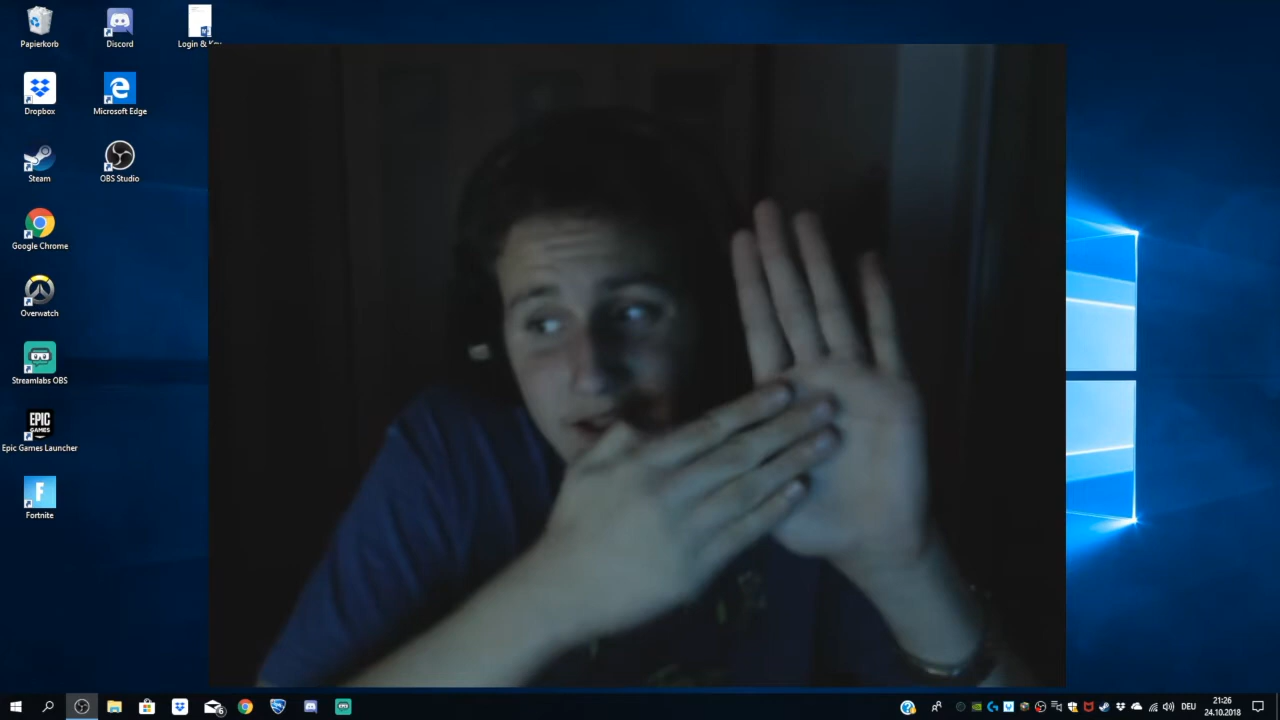 Papierkorb
Discord
Login &
Dropbox
Microsoft Edge
Steam
OBS Studio
Google Chrome
Overwatch
Streamlabs OBS
EPIC
GAMES
Epic Games Launcher
F
Fortnite
6
DEU
21:26
24.10.2018